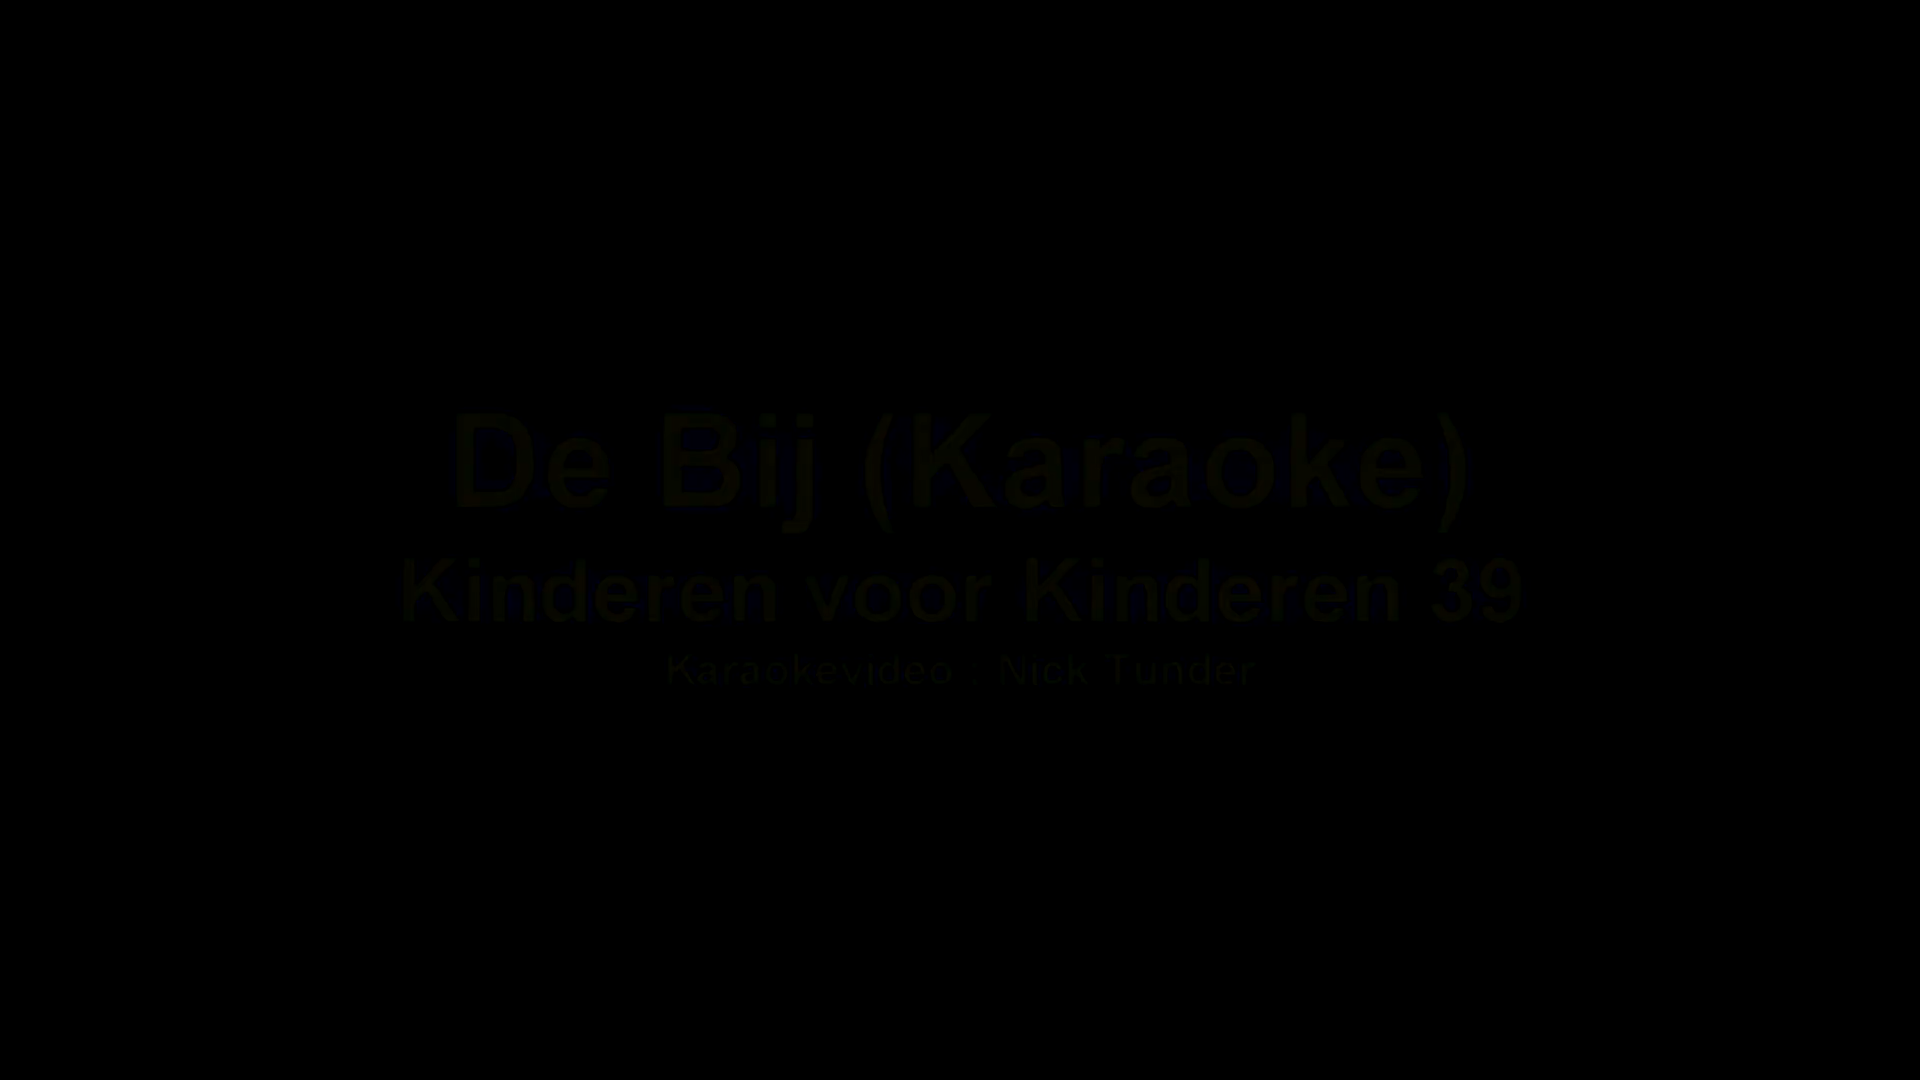 De Bij (Karaoke)
Kinderen voor Kinderen 39
Karaokevideo : Nick Tunder